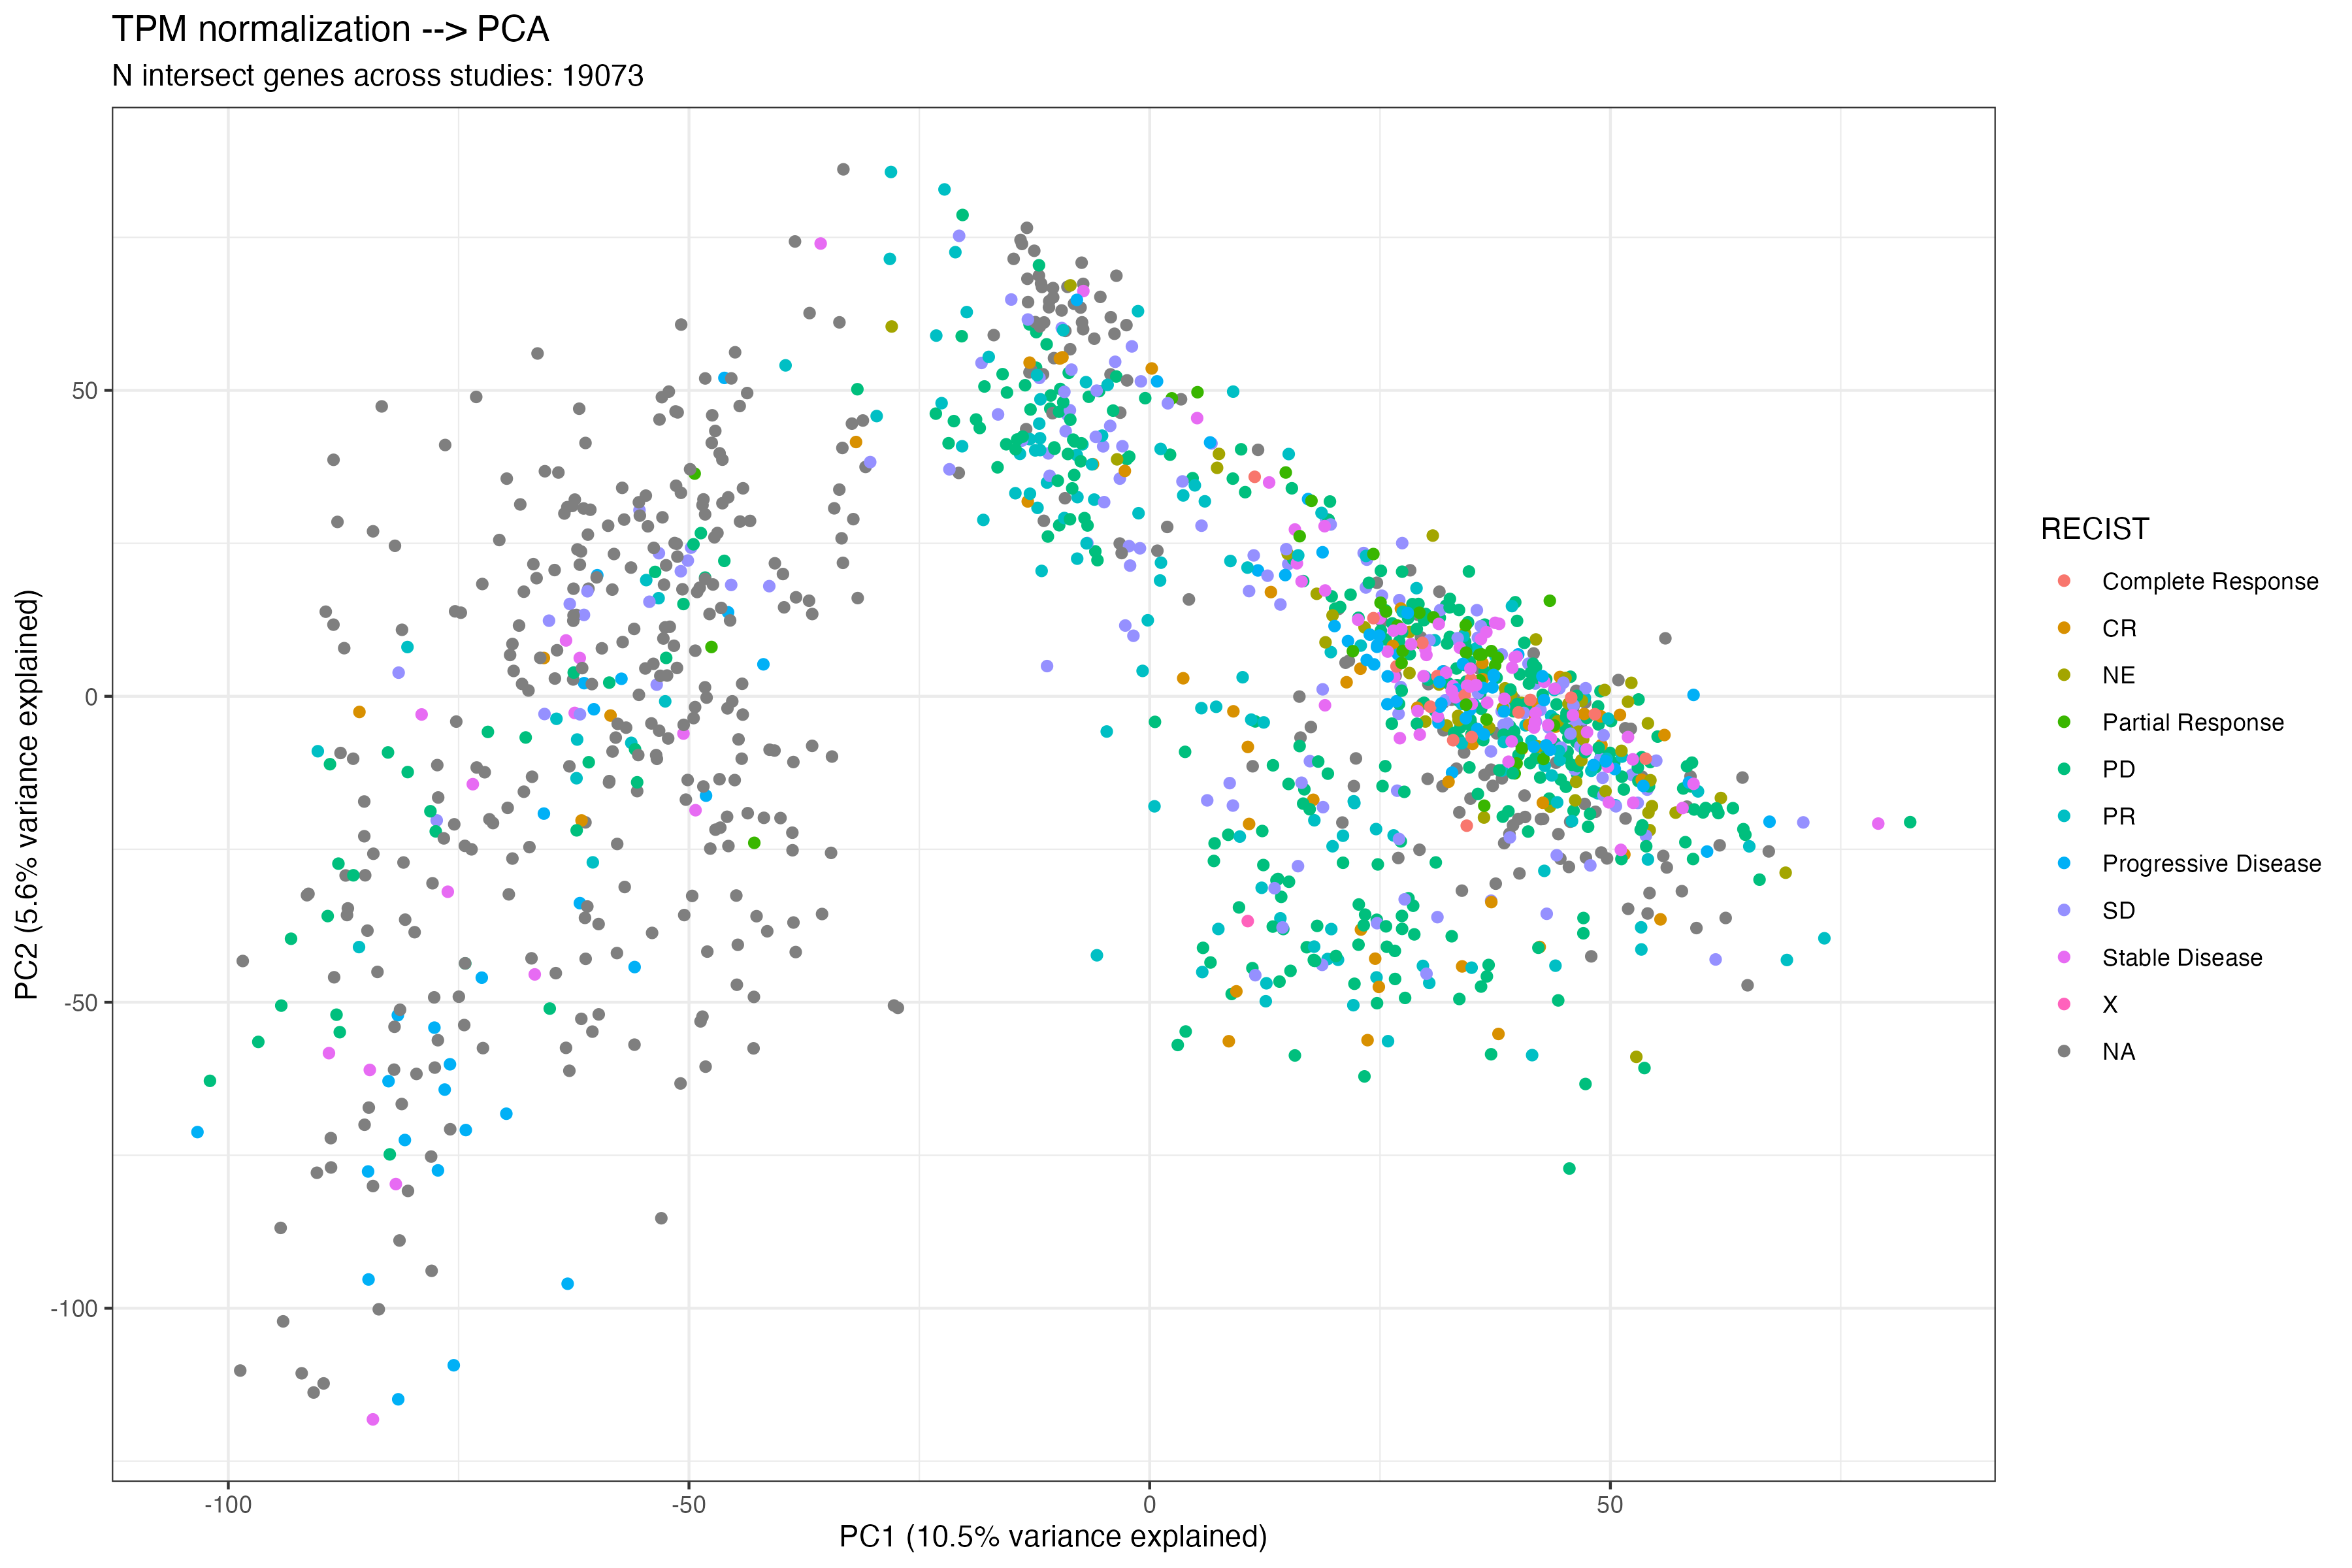 TPM normalization --> PCA
N intersect genes across studies: 19073
PC2 (5.6% variance explained)
50
0
-50
-100
-100
-50
0
50
PC1 (10.5% variance explained)
RECIST
Complete Response
CR
NE
Partial Response
PD
PR
Progressive Disease
SD
Stable Disease
X
NA